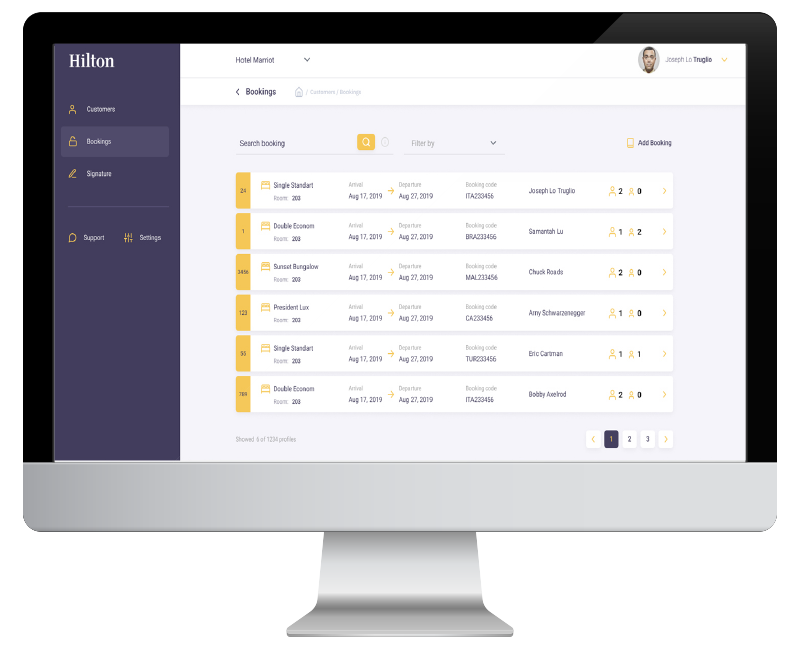 Hilton
Customers
Bookings
Signature
Support Settings
Hotel Marriot
Joseph Lo Truglio
Bookings / Customers / Bookings
Search booking Filter by Add Booking
24 Single Standart Room: 203 Arrival Aug 17, 2019 Departure Aug 27, 2019 Booking code ITA233456 Joseph Lo Truglio 2 0
1 Double Econom Room: 203 Arrival Aug 17, 2019 Departure Aug 27, 2019 Booking code BRA233456 Samantah Lu 1 2
3456 Sunset Bungalow Room: 203 Arrival Aug 17, 2019 Departure Aug 27, 2019 Booking code MAL233456 Chuck Roads 2 0
123 President Lux Room: 203 Arrival Aug 17, 2019 Departure Aug 27, 2019 Booking code CA233456 Amy Schwarzenegger 1 0
56 Single Standart Room: 203 Arrival Aug 17, 2019 Departure Aug 27, 2019 Booking code TUR233456 Eric Cartman 1 1
789 Double Econom Room: 203 Arrival Aug 17, 2019 Departure Aug 27, 2019 Booking code ITA233456 Bobby Axelrod 2 0
Showed 6 of 1234 profiles
1 2 3